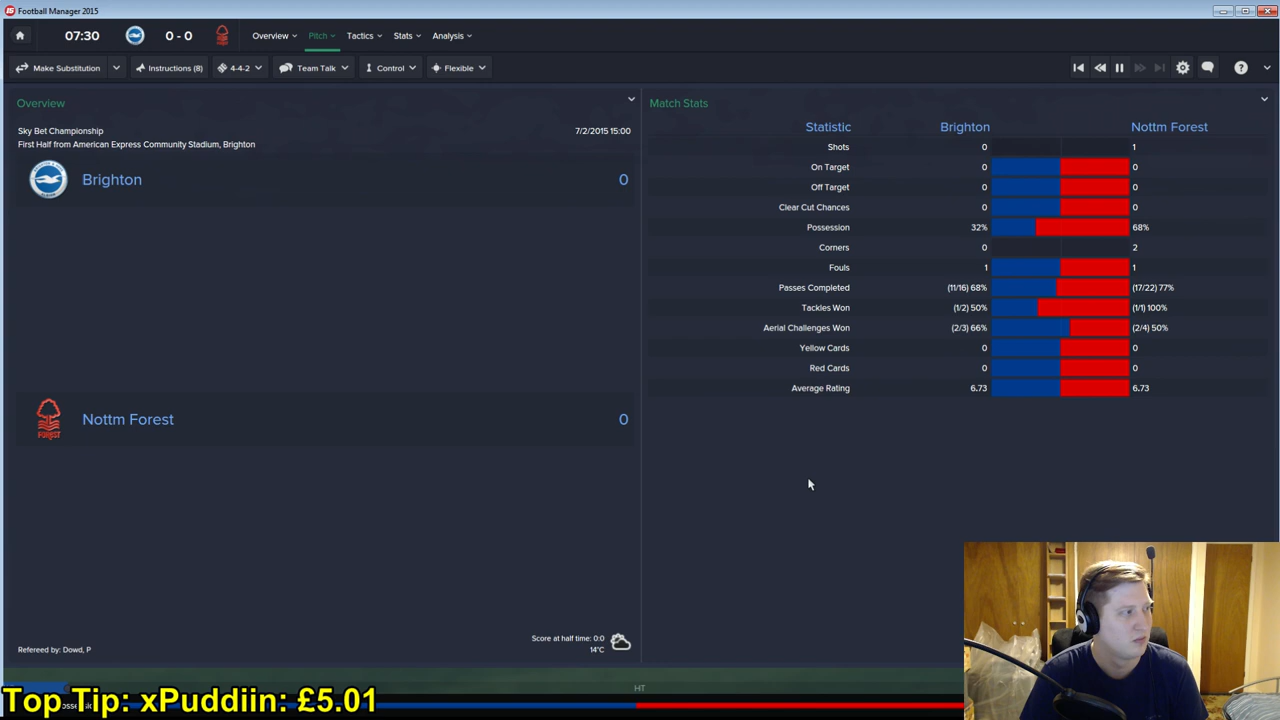 Football Manager 2015
07:30
0 - 0
Overview
Pitch
Tactics
Stats
Analysis
Make Substitution
Instructions (8)
4-4-2
Team Talk
Control
Flexible
Overview
Sky Bet Championship
7/2/2015 15:00
First Half from American Express Community Stadium, Brighton
Brighton 0
Nottm Forest 0
Refereed by: Dowd, P
Score at half time: 0:0
14°C
Match Stats
Statistic Brighton Nottm Forest
Shots 0 1
On Target 0 0
Off Target 0 0
Clear Cut Chances 0 0
Possession 32% 68%
Corners 0 2
Fouls 1 1
Passes Completed (11/16) 68% (17/22) 77%
Tackles Won (1/2) 50% (1/1) 100%
Aerial Challenges Won (2/3) 66% (2/4) 50%
Yellow Cards 0 0
Red Cards 0 0
Average Rating 6.73 6.73
HT
Top Tip: xPuddiin: £5.01